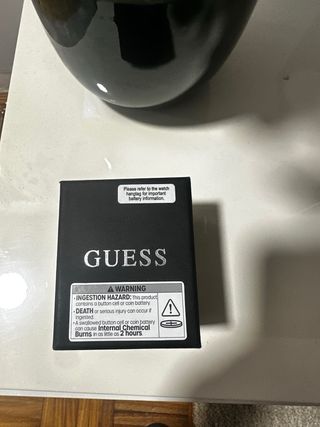 Please refer to the watch
hangtag for important
battery information.
GUESS
WARNING
• INGESTION HAZARD: This product
contains a button cell or coin battery.
• DEATH or serious injury can occur if
ingested.
• A swallowed button cell or coin battery
can cause Internal Chemical
Burns in as little as 2 hours